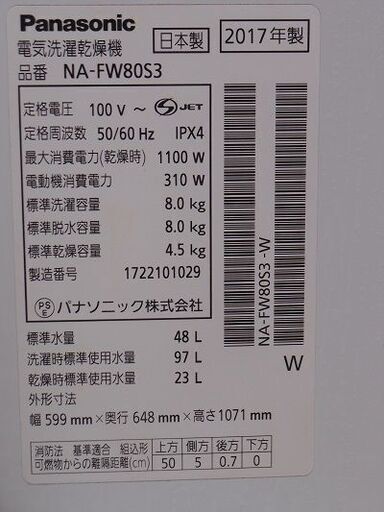 Panasonic
電気洗濯乾燥機 日本製 2017年製
品番 NA-FW80S3
定格電圧 100 V ～ S JET
定格周波数 50/60 Hz IPX4
最大消費電力(乾燥時) 1100 W
電動機消費電力 310 W
標準洗濯容量 8.0 kg
標準脱水容量 8.0 kg
標準乾燥容量 4.5 kg
製造番号 1722101029
PS E パナソニック株式会社
NA-FW80S3 -W
W
標準水量 48 L
洗濯時標準使用水量 97 L
乾燥時標準使用水量 23 L
外形寸法
幅 599 mm×奥行 648 mm×高さ1071 mm
消防法 基準適合 組込形 上方 側方 後方 下方
可燃物からの離隔距離(cm) 50 5 0.7 0